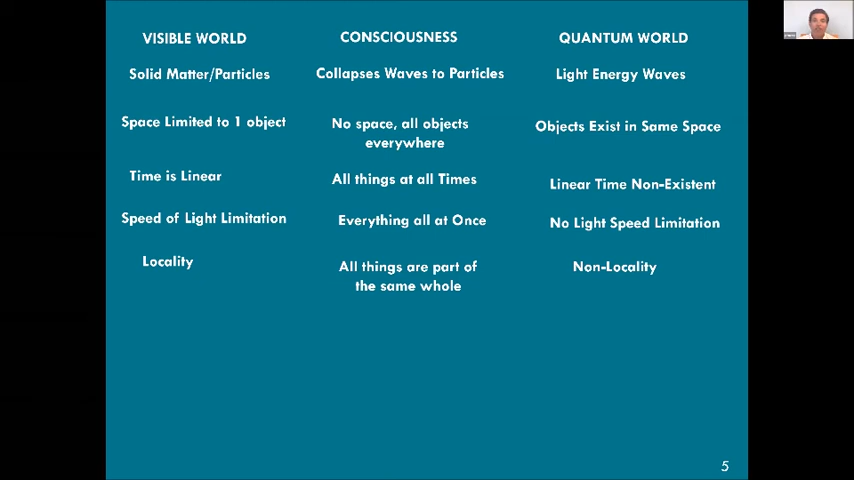 VISIBLE WORLD
CONSCIOUSNESS
QUANTUM WORLD
Solid Matter/Particles
Collapses Waves to Particles
Light Energy Waves
Space Limited to 1 object
No space, all objects
everywhere
Objects Exist in Same Space
Time is Linear
All things at all Times
Linear Time Non-Existent
Speed of Light Limitation
Everything all at Once
No Light Speed Limitation
Locality
All things are part of
the same whole
Non-Locality
5